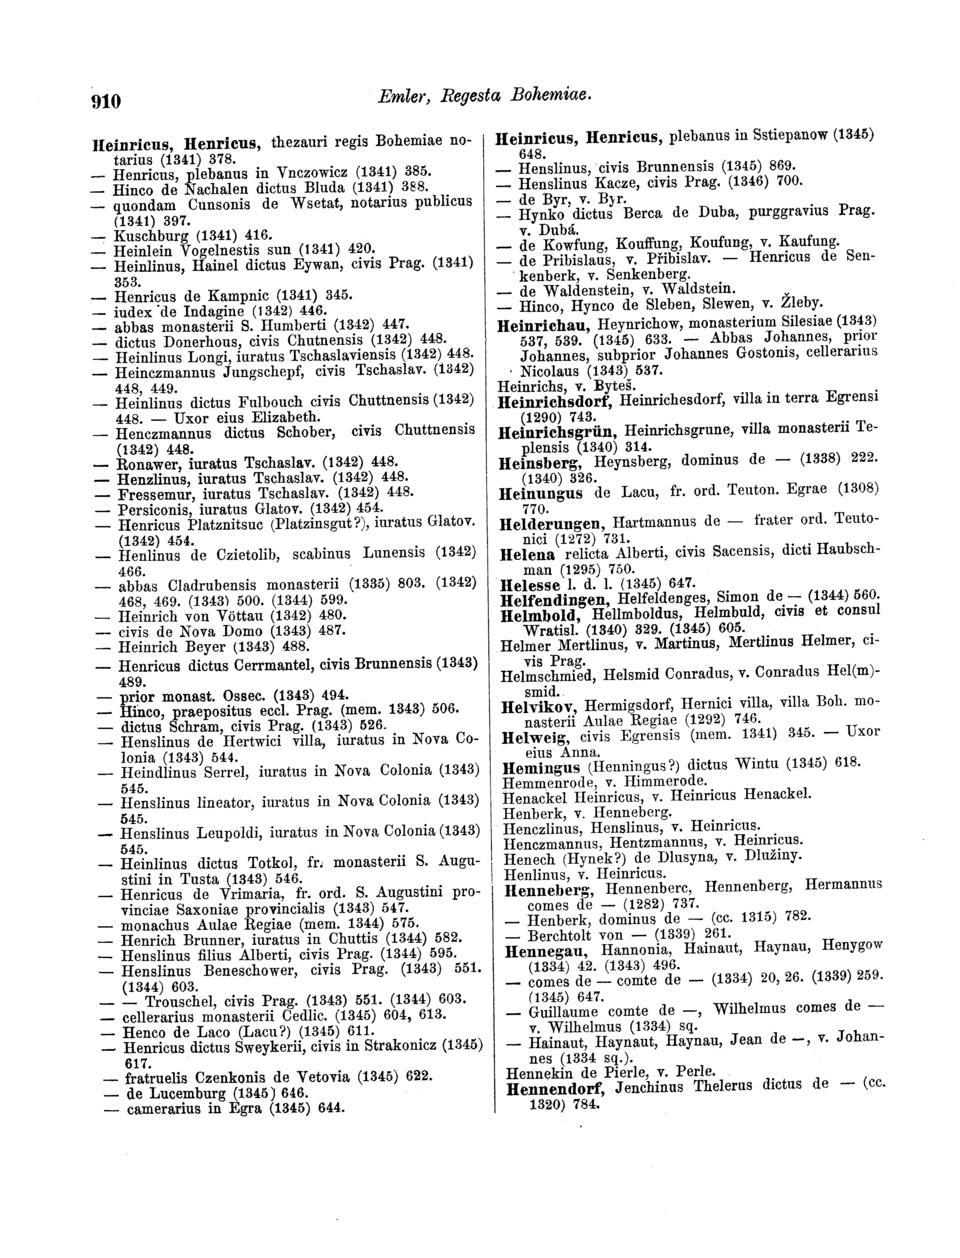 910
Emler, Regesta Bohemiae.
Heinricus, Henricus, thezauri regis Bohemiae no-
tarius (1341) 378.
— Henricus, plebanus in Vnczowicz (1341) 385.
— Hinco de Nachalen dictus Bluda (1341) 388.
— quondam Cunsonis de Wsetat, notarius publicus
(1341) 397.
— Kuschburg (1341) 416.
— Heinlein Vogelnestis sun (1341) 420.
— Heinlinus, Hainel dictus Eywan, civis Prag. (1341)
353.
— Henricus de Kampnic (1341) 345.
— iudex de Indagine (1342) 446.
— abbas monasterii S. Humberti (1342) 447.
— dictus Donerhous, civis Chutnensis (1342) 448.
— Heinlinus Longi, iuratus Tschaslaviensis (1342) 448.
— Heinczmannus Jungschepf, civis Tschaslav. (1342)
448, 449.
— Heinlinus dictus Fulbouch civis Chuttnensis (1342)
448. — Uxor eius Elizabeth.
— Henczmannus dictus Schober, civis Chuttnensis
(1342) 448.
— Ronawer, iuratus Tschaslav. (1342) 448.
— Henzlinus, iuratus Tschaslav. (1342) 448.
— Fressemur, iuratus Tschaslav. (1342) 448.
— Persiconis, iuratus Glatov. (1342) 454.
— Henricus Platznitsuc (Platzinsgut?), iuratus Glatov.
(1342) 454.
— Henlinus de Czietolib, scabinus Lunensis (1342)
466.
— abbas Cladrubensis monasterii (1335) 803. (1342)
468, 469. (1343) 500. (1344) 599.
— Heinrich von Vöttau (1342) 480.
— civis de Nova Domo (1343) 487.
— Heinrich Beyer (1343) 488.
— Henricus dictus Cerrmantel, civis Brunnensis (1343)
489.
— prior monast. Ossec. (1343) 494.
— Hinco, praepositus eccl. Prag. (mem. 1343) 506.
— dictus Schram, civis Prag. (1343) 526.
— Henslinus de Hertwici villa, iuratus in Nova Co-
lonia (1343) 544.
— Heindlinus Serrel, iuratus in Nova Colonia (1343)
545.
— Henslinus lineator, iuratus in Nova Colonia (1343)
545.
— Henslinus Leupoldi, iuratus in Nova Colonia (1343)
545.
— Heinlinus dictus Totkol, fr. monasterii S. Augu-
stini in Tusta (1343) 546.
— Henricus de Vrimaria, fr. ord. S. Augustini pro-
vinciae Saxoniae provincialis (1343) 547.
— monachus Aulae Regiae (mem. 1344) 575.
— Henrich Brunner, iuratus in Chuttis (1344) 582.
— Henslinus filius Alberti, civis Prag. (1344) 595.
— Henslinus Beneschower, civis Prag. (1343) 551.
(1344) 603.
— — Trouschel, civis Prag. (1343) 551. (1344) 603.
— cellerarius monasterii Cedlic. (1345) 604, 613.
— Henco de Laco (Lacu?) (1345) 611.
— Henricus dictus Sweykerii, civis in Strakonicz (1345)
617.
— fratruelis Czenkonis de Vetovia (1345) 622.
— de Lucemburg (1345) 646.
— camerarius in Egra (1345) 644.
Heinricus, Henricus, plebanus in Sstiepanow (1345)
648.
— Henslinus, civis Brunnensis (1345) 869.
— Henslinus Kacze, civis Prag. (1346) 700.
— de Byr, v. Byr.
— Hynko dictus Berca de Duba, purggravius Prag.
v. Dubá.
— de Kowfung, Kouffung, Koufung, v. Kaufung.
— de Pribislaus, v. Přibislav. — Henricus de Sen-
kenberk, v. Senkenberg.
— de Waldenstein, v. Waldstein.
— Hinco, Hynco de Sleben, Slewen, v. Žleby.
Heinrichau, Heynrichow, monasterium Silesiae (1343)
537, 539. (1345) 633. — Abbas Johannes, prior
Johannes, subprior Johannes Gostonis, cellerarius
Nicolaus (1343) 537.
Heinrichs, v. Byteš.
Heinrichsdorf, Heinrichesdorf, villa in terra Egrensi
(1290) 743.
Heinrichsgrün, Heinrichsgrune, villa monasterii Te-
plensis (1340) 314.
Heinsberg, Heynsberg, dominus de — (1338) 222.
(1340) 326.
Heinungus de Lacu, fr. ord. Teuton. Egrae (1308)
770.
Helderungen, Hartmannus de — frater ord. Teuto-
nici (1272) 731.
Helena relicta Alberti, civis Sacensis, dicti Haubsch-
man (1295) 750.
Helesse l. d. l. (1345) 647.
Helfendingen, Helfeldenges, Simon de — (1344) 560.
Helmbold, Hellmboldus, Helmbuld, civis et consul
Wratisl. (1340) 329. (1345) 605.
Helmer Mertlinus, v. Martinus, Mertlinus Helmer, ci-
vis Prag.
Helmschmied, Helsmid Conradus, v. Conradus Hel(m)-
smid.
Helvikov, Hermigsdorf, Hernici villa, villa Boh. mo-
nasterii Aulae Regiae (1292) 746.
Helweig, civis Egrensis (mem. 1341) 345. — Uxor
eius Anna.
Hemingus (Henningus?) dictus Wintu (1345) 618.
Hemmenrode, v. Himmerode.
Henackel Heinricus, v. Heinricus Henackel.
Henberk, v. Henneberg.
Henczlinus, Henslinus, v. Heinricus.
Henczmannus, Hentzmannus, v. Heinricus.
Henech (Hynek?) de Dlusyna, v. Dlužiny.
Henlinus, v. Heinricus.
Henneberg, Hennenberc, Hennenberg, Hermannus
comes de — (1282) 737.
— Henberk, dominus de — (cc. 1315) 782.
— Berchtolt von — (1339) 261.
Hennegau, Hannonia, Hainaut, Haynau, Henygow
(1334) 42. (1343) 496.
— comes de — comte de — (1334) 20, 26. (1339) 259.
(1345) 647.
— Guillaume comte de —, Wilhelmus comes de —
v. Wilhelmus (1334) sq.
— Hainaut, Haynaut, Haynau, Jean de —, v. Johan-
nes (1334 sq.).
Hennekin de Pierle, v. Perle.
Hennendorf, Jenchinus Thelerus dictus de — (cc.
1320) 784.